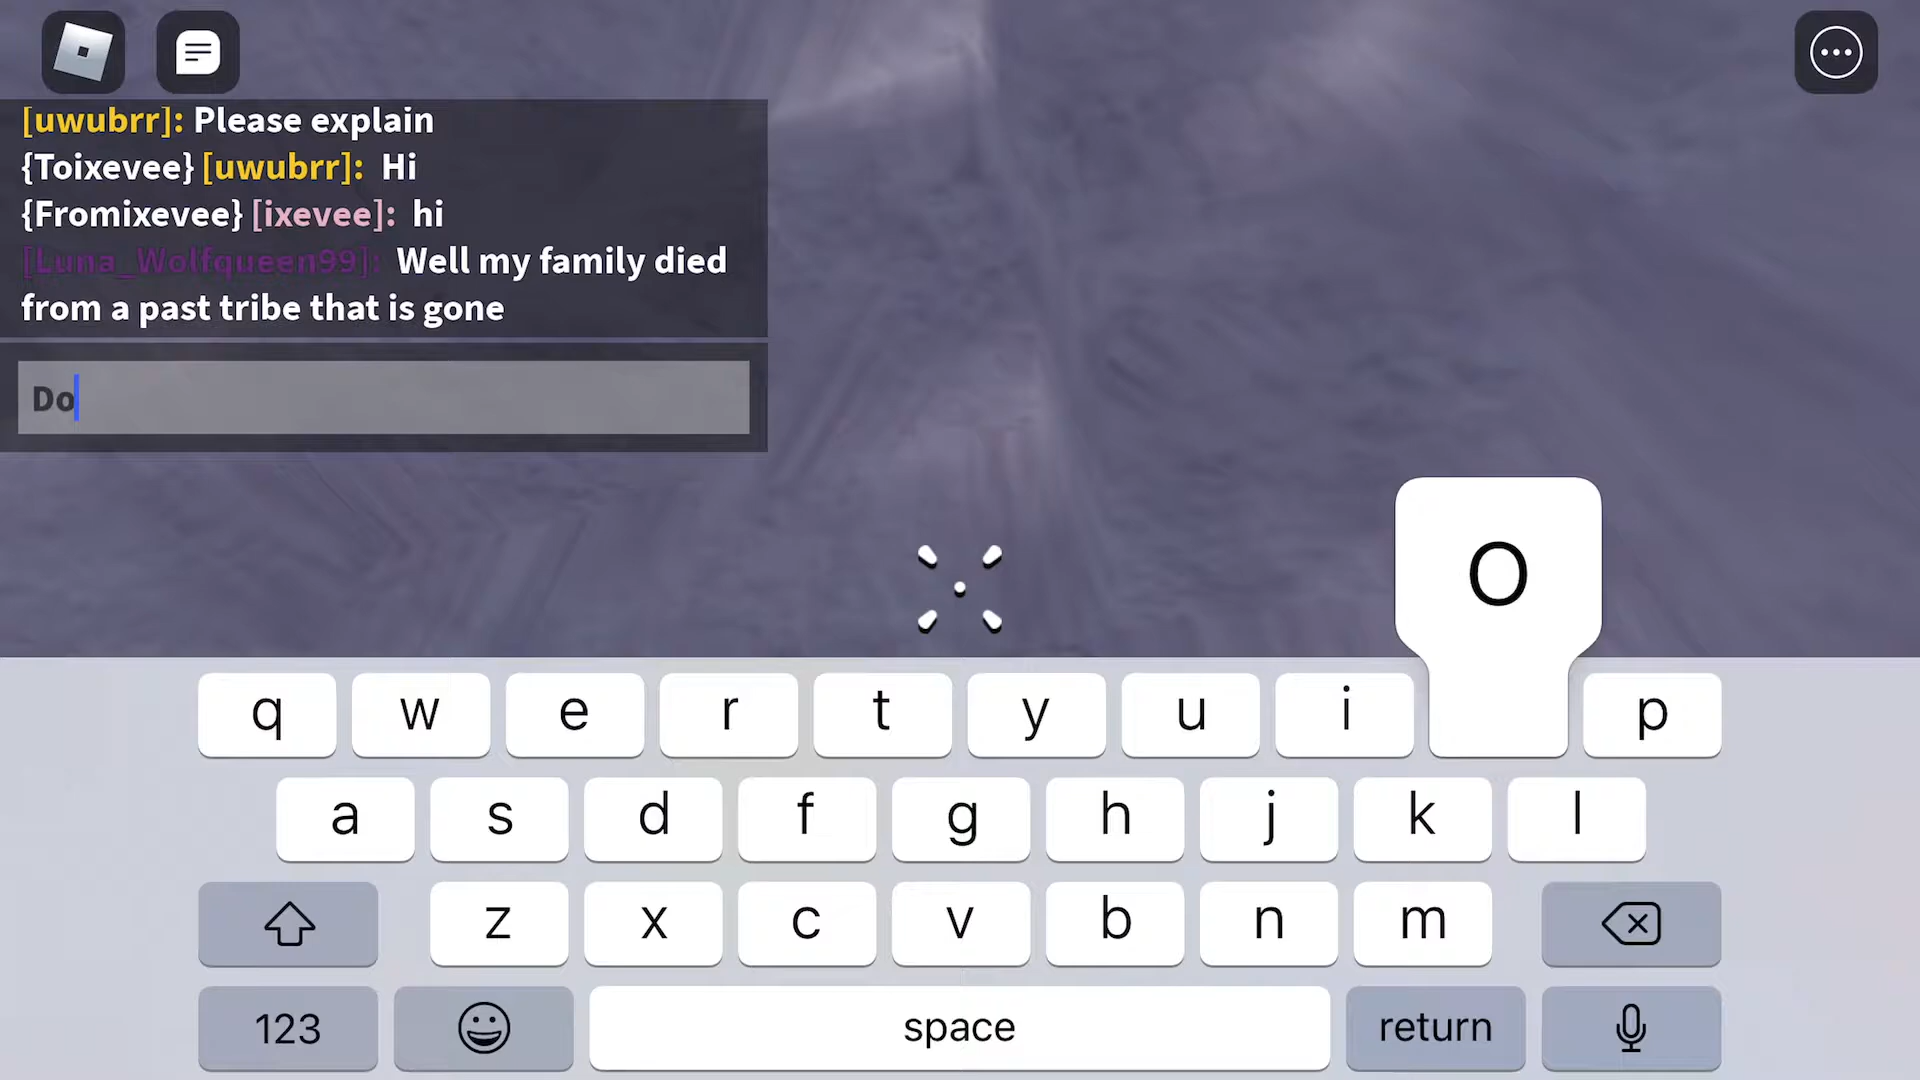 [uwubrr]: Please explain
{Toixevee} [uwubrr]: Hi
{Fromixevee} [ixevee]: hi
[Luna_Wolfqueen99]: Well my family died
from a past tribe that is gone
Do
O
q w e r t y u i p
a s d f g h j k l
z x c v b n m
123 space return